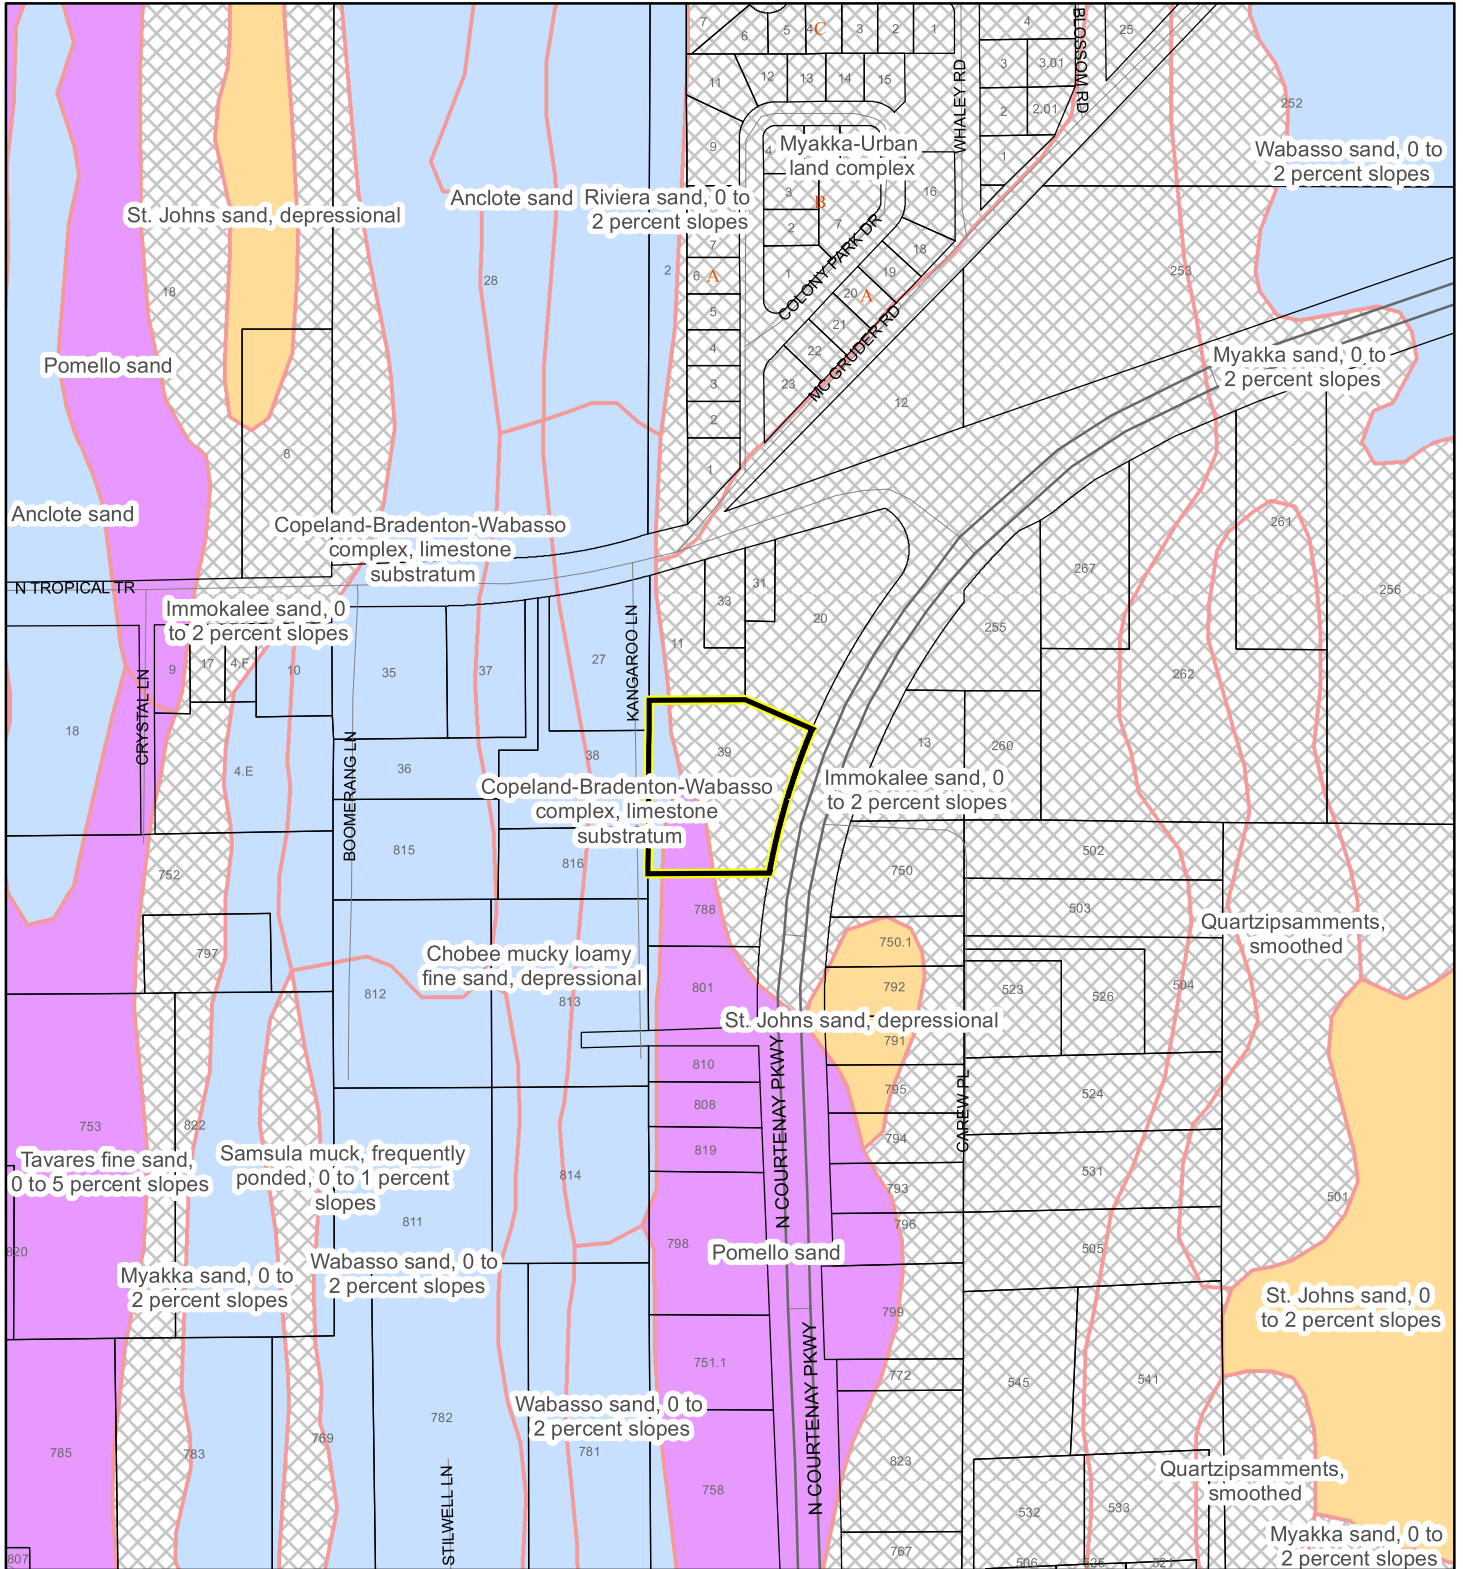 7
6
5
4
C
3
2
1
4
BLOSSOM RD
25
11
12
13
14
15
WHALEY RD
3
3.01
2
2.01
252
9
4
Myakka-Urban
land complex
1
Wabasso sand, 0 to
2 percent slopes
St. Johns sand, depressional
Anclote sand
Riviera sand, 0 to
2 percent slopes
3
B
16
2
7
7
COLONY PARK DR
18
28
2
6
A
1
19
253
18
20
A
5
21
MC GRUDER RD
4
22
Pomello sand
3
23
Myakka sand, 0 to
2 percent slopes
2
12
8
1
Anclote sand
Copeland-Bradenton-Wabasso
complex, limestone
substratum
261
N TROPICAL TR
267
31
33
256
Immokalee sand, 0
to 2 percent slopes
KANGAROO LN
20
255
11
9
17
4.F
10
35
37
27
262
CRYSTAL LN
18
BOOMERANG LN
39
13
260
4.E
36
38
Copeland-Bradenton-Wabasso
complex, limestone
substratum
Immokalee sand, 0
to 2 percent slopes
815
816
502
752
750
788
503
Quartzipsamments,
smoothed
797
Chobee mucky loamy
fine sand, depressional
750.1
812
813
801
792
523
526
504
St. Johns sand, depressional
791
810
795
524
808
CAREW PL
753
822
819
794
N COURTENAY PKWY
Tavares fine sand,
0 to 5 percent slopes
Samsula muck, frequently
ponded, 0 to 1 percent
slopes
814
531
793
501
811
796
820
798
Pomello sand
505
Myakka sand, 0 to
2 percent slopes
Wabasso sand, 0 to
2 percent slopes
799
St. Johns sand, 0
to 2 percent slopes
751.1
772
545
541
N COURTENAY PKWY
Wabasso sand, 0 to
2 percent slopes
782
769
785
783
781
823
Quartzipsamments,
smoothed
758
STILWELL LN
532
533
Myakka sand, 0 to
2 percent slopes
807
767
506